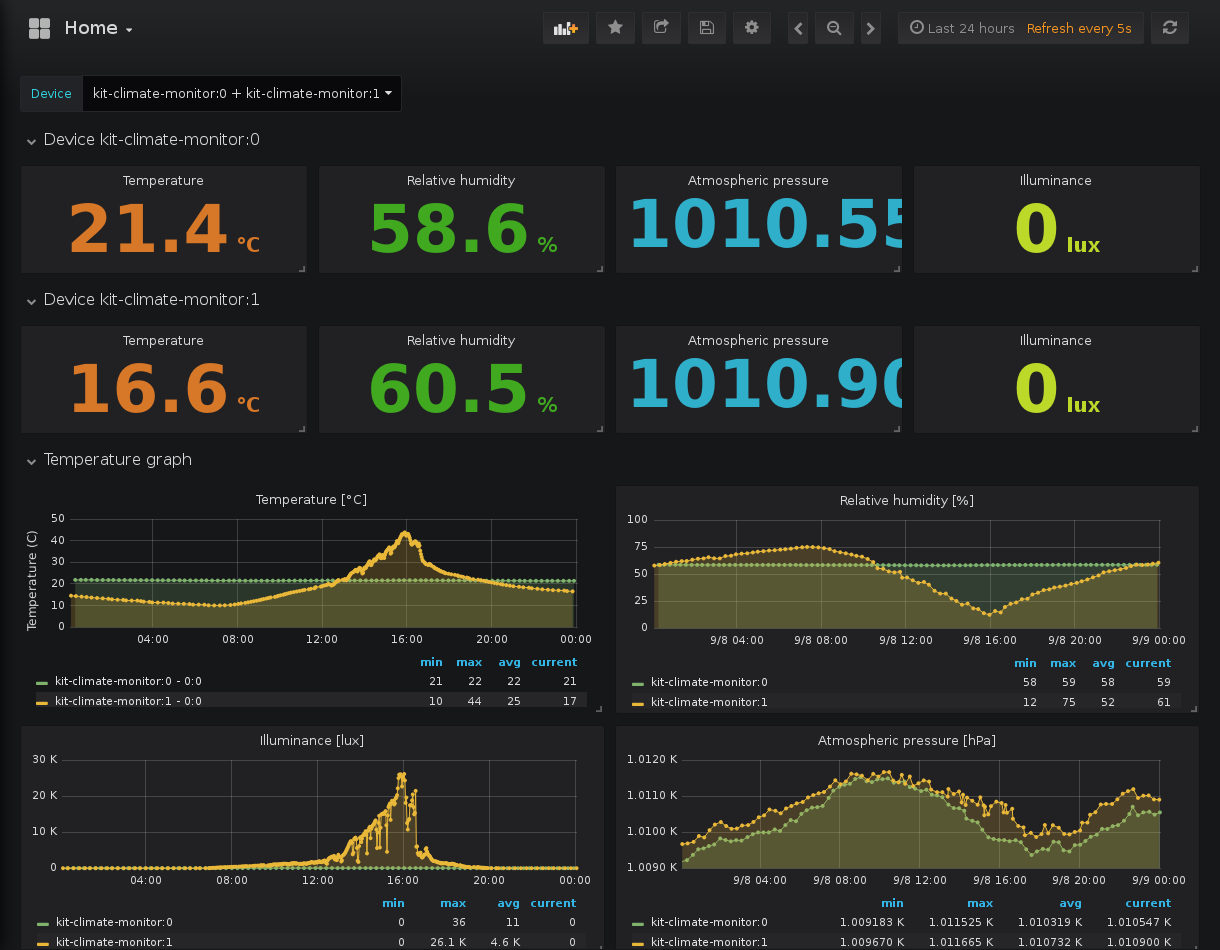 Home
Last 24 hours Refresh every 5s
Device kit-climate-monitor:0 + kit-climate-monitor:1
Device kit-climate-monitor:0
Temperature Relative humidity Atmospheric pressure Illuminance
21.4 °C 58.6 % 1010.55 0 lux
Device kit-climate-monitor:1
Temperature Relative humidity Atmospheric pressure Illuminance
16.6 °C 60.5 % 1010.90 0 lux
Temperature graph
Temperature [°C]
Temperature (C)
50
40
30
20
10
0
04:00 08:00 12:00 16:00 20:00 00:00
min max avg current
kit-climate-monitor:0 - 0:0 21 22 22 21
kit-climate-monitor:1 - 0:0 10 44 25 17
Relative humidity [%]
100
75
50
25
0
9/8 04:00 9/8 08:00 9/8 12:00 9/8 16:00 9/8 20:00 9/9 00:00
min max avg current
kit-climate-monitor:0 58 59 58 59
kit-climate-monitor:1 12 75 52 61
Illuminance [lux]
30 K
20 K
10 K
0
04:00 08:00 12:00 16:00 20:00 00:00
min max avg current
kit-climate-monitor:0 0 36 11 0
kit-climate-monitor:1 0 26.1 K 4.6 K 0
Atmospheric pressure [hPa]
1.0120 K
1.0110 K
1.0100 K
1.0090 K
9/8 04:00 9/8 08:00 9/8 12:00 9/8 16:00 9/8 20:00 9/9 00:00
min max avg current
kit-climate-monitor:0 1.009183 K 1.011525 K 1.010319 K 1.010547 K
kit-climate-monitor:1 1.009670 K 1.011665 K 1.010732 K 1.010900 K